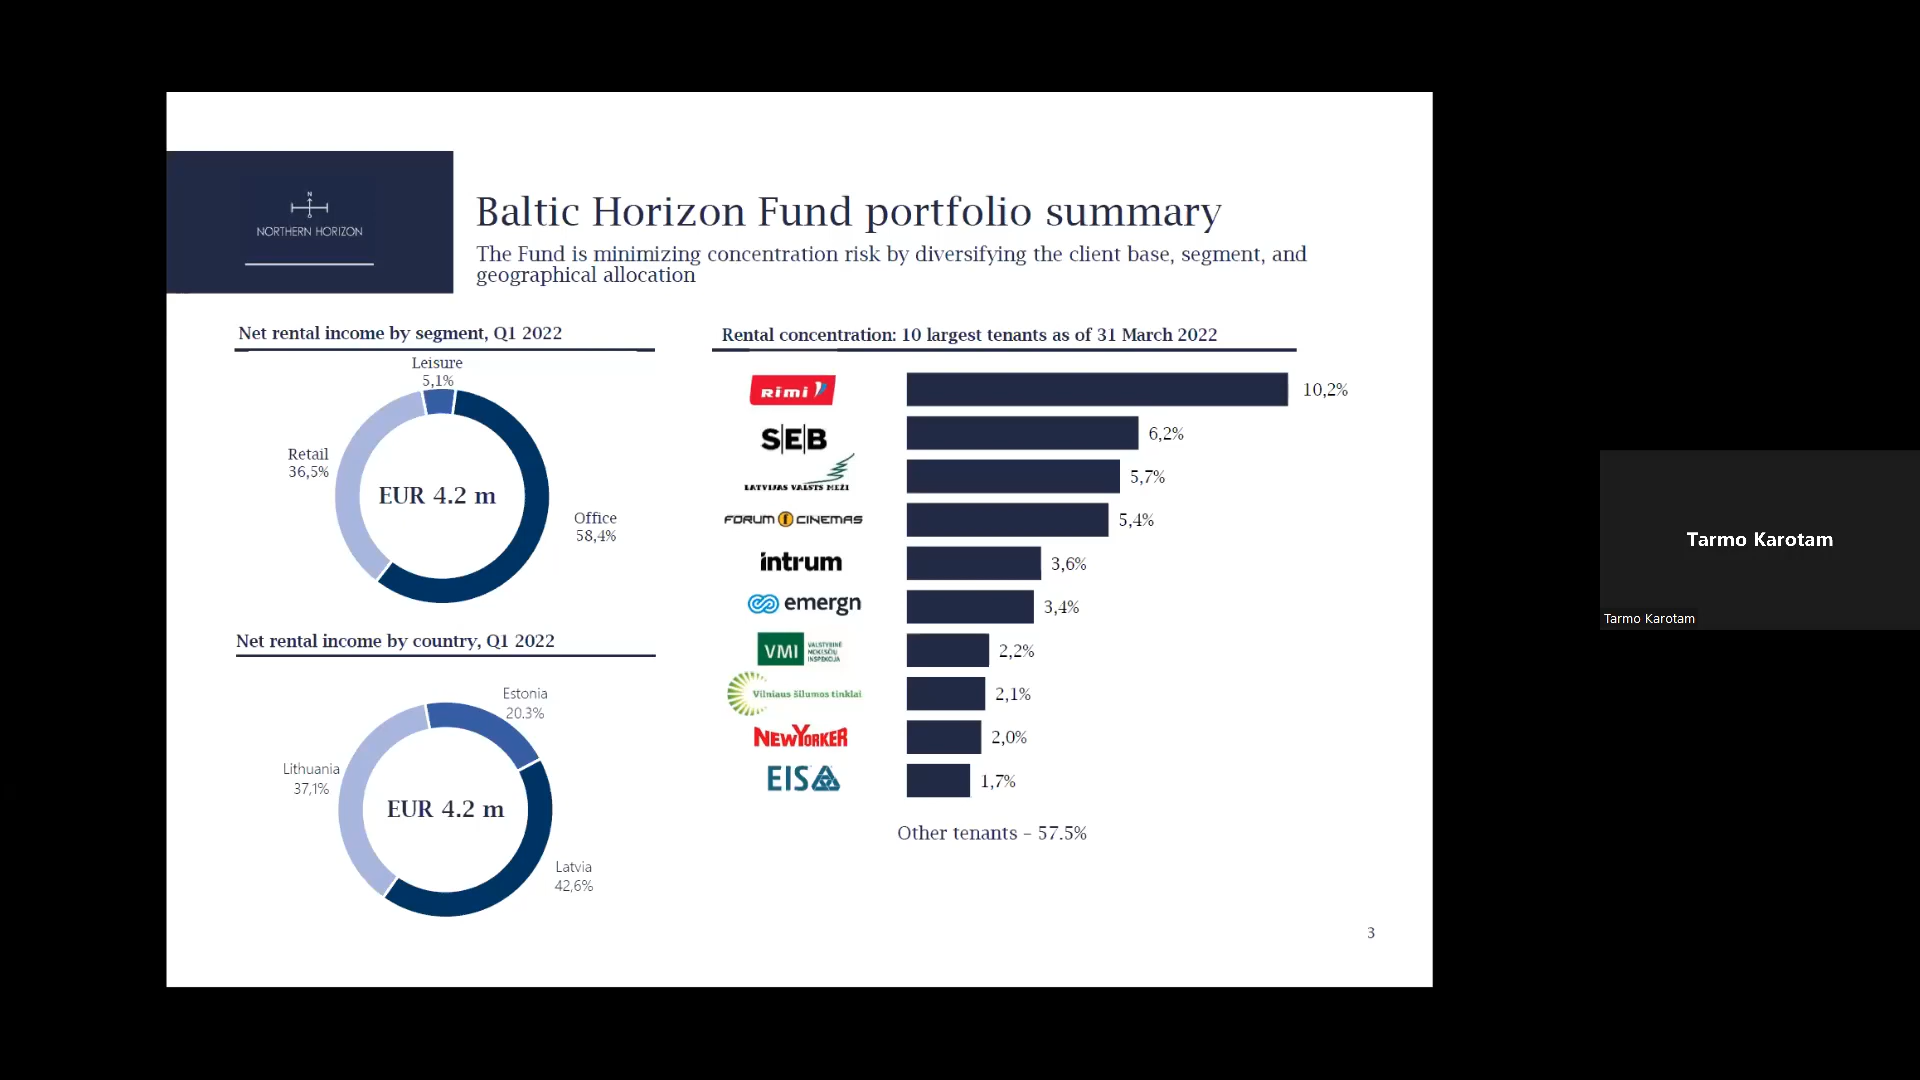 N
NORTHERN HORIZON
Baltic Horizon Fund portfolio summary
The Fund is minimizing concentration risk by diversifying the client base, segment, and
geographical allocation
Net rental income by segment, Q1 2022
Leisure
5,1%
Retail
36,5%
EUR 4.2 m
Office
58,4%
Net rental income by country, Q1 2022
Estonia
20.3%
Lithuania
37,1%
EUR 4.2 m
Latvia
42,6%
Rental concentration: 10 largest tenants as of 31 March 2022
Rimi
10,2%
S|E|B
6,2%
LATVIJAS VALSTS MEŽI
5,7%
FORUM CINEMAS
5,4%
intrum
3,6%
emergn
3,4%
VMI
VALSTYBINĖ
MOKESČIŲ
INSPEKCIJA
2,2%
Vilniaus šilumos tinklai
2,1%
NEWYORKER
2,0%
EIS
1,7%
Other tenants – 57.5%
3
Tarmo Karotam
Tarmo Karotam